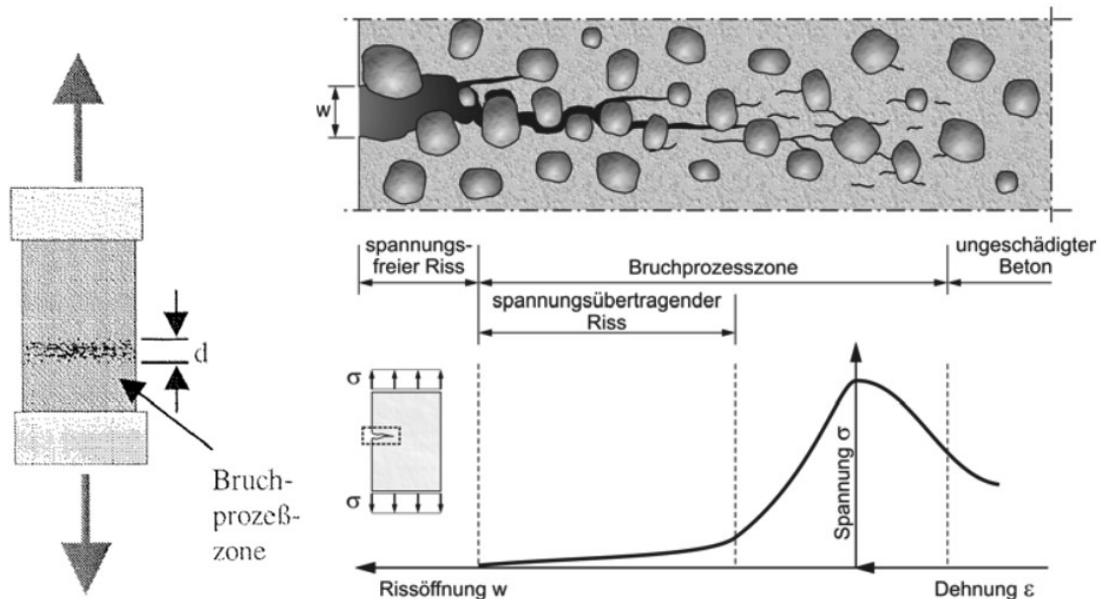 d
Bruch-
prozeß-
zone
w
spannungs-
freier Riss
Bruchprozesszone
ungeschädigter
Beton
spannungsübertragender
Riss
σ
σ
Spannung σ
Rissöffnung w
Dehnung ε